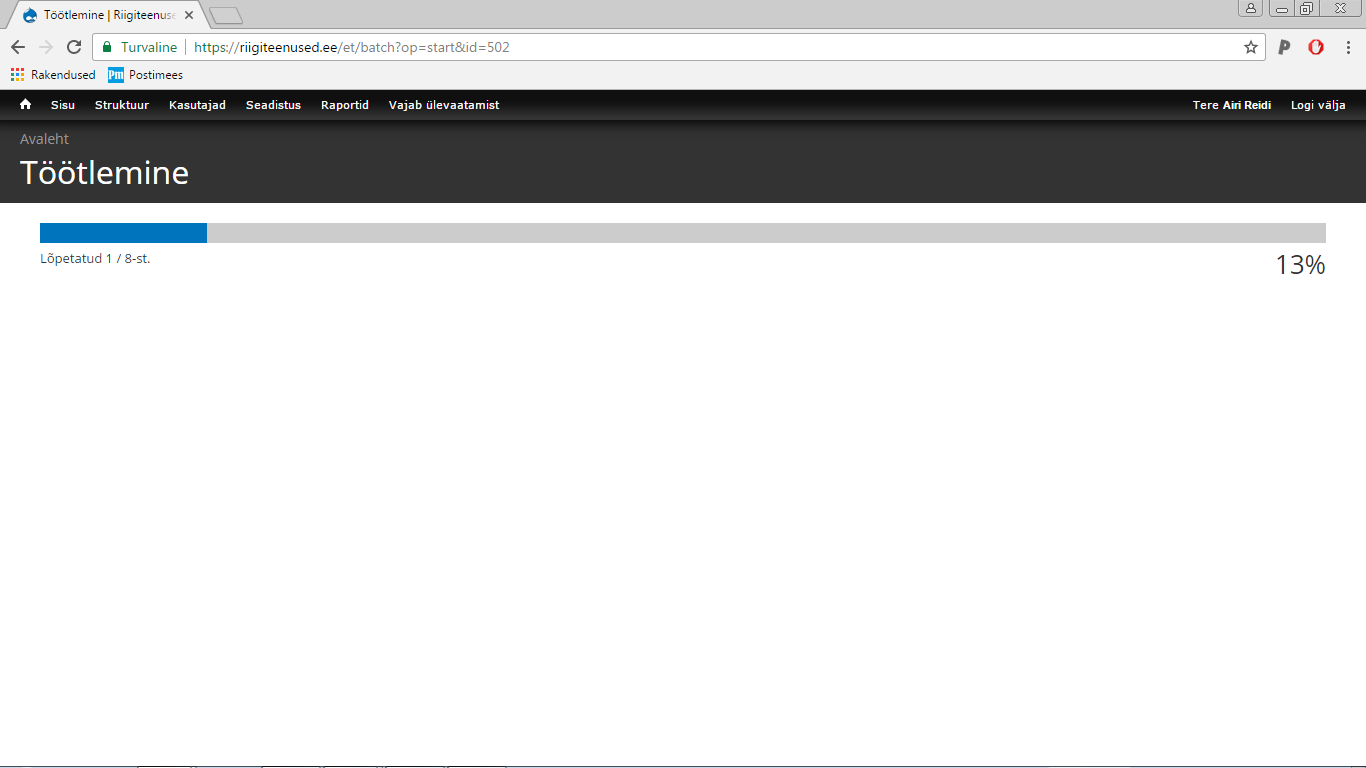 Töötlemine | Riigiteenuse
Turvaline https://riigiteenused.ee/et/batch?op=start&id=502
Rakendused Pm Postimees
Sisu Struktuur Kasutajad Seadistus Raportid Vajab ülevaatamist Tere Airi Reidi Logi välja
Avaleht
Töötlemine
Lõpetatud 1 / 8-st. 13%